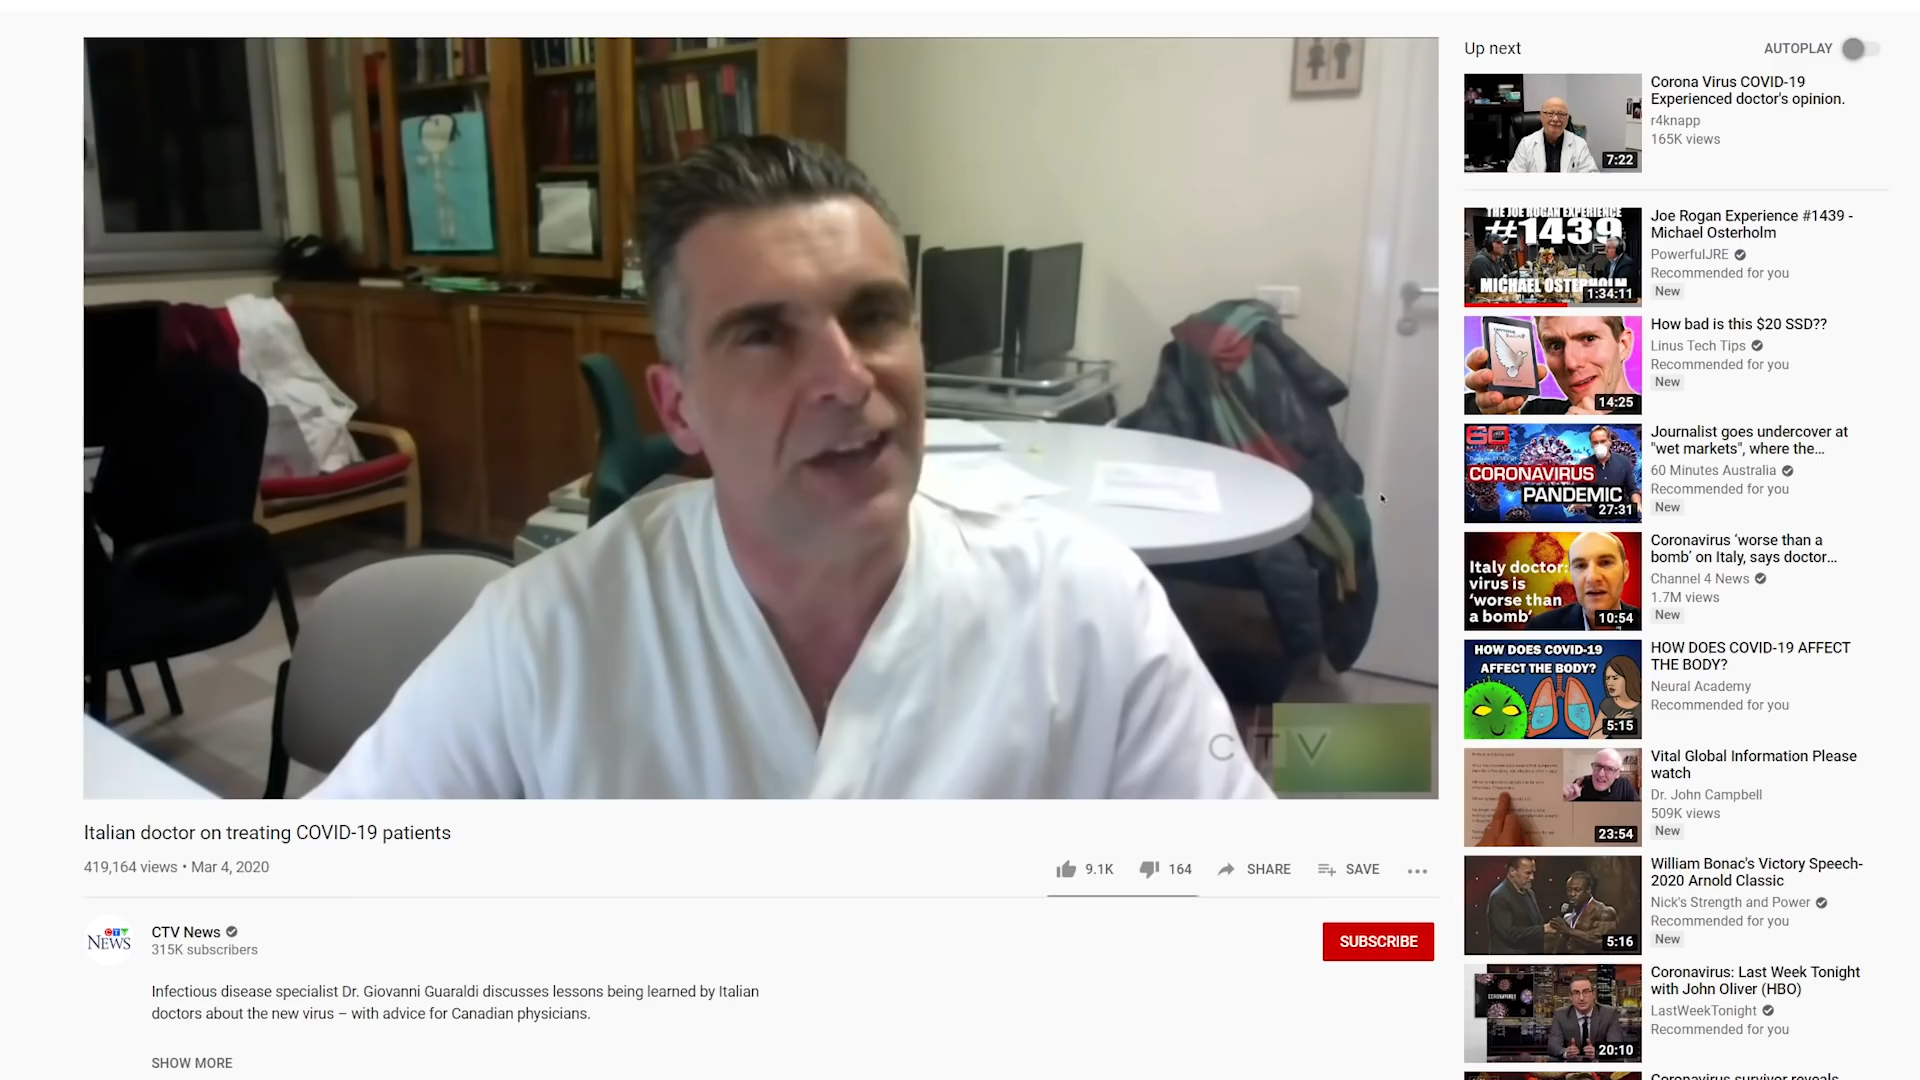 CTV
Italian doctor on treating COVID-19 patients
419,164 views • Mar 4, 2020
9.1K
164
SHARE
SAVE
CTV
NEWS
CTV News
315K subscribers
SUBSCRIBE
Infectious disease specialist Dr. Giovanni Guaraldi discusses lessons being learned by Italian
doctors about the new virus – with advice for Canadian physicians.
SHOW MORE
Up next
AUTOPLAY
7:22
Corona Virus COVID-19
Experienced doctor's opinion.
r4knapp
165K views
THE JOE ROGAN EXPERIENCE
#1439
MICHAEL OSTERHOLM
1:34:11
Joe Rogan Experience #1439 -
Michael Osterholm
PowerfulJRE
Recommended for you
New
14:25
How bad is this $20 SSD??
Linus Tech Tips
Recommended for you
New
60
CORONAVIRUS
PANDEMIC
27:31
Journalist goes undercover at
"wet markets", where the...
60 Minutes Australia
Recommended for you
New
Italy doctor:
virus is
‘worse than
a bomb’
10:54
Coronavirus ‘worse than a
bomb’ on Italy, says doctor...
Channel 4 News
1.7M views
New
HOW DOES COVID-19
AFFECT THE BODY?
5:15
HOW DOES COVID-19 AFFECT
THE BODY?
Neural Academy
Recommended for you
23:54
Vital Global Information Please
watch
Dr. John Campbell
509K views
New
5:16
William Bonac's Victory Speech-
2020 Arnold Classic
Nick's Strength and Power
Recommended for you
New
CORONAVIRUS
20:10
Coronavirus: Last Week Tonight
with John Oliver (HBO)
LastWeekTonight
Recommended for you
Coronavirus survivor reveals